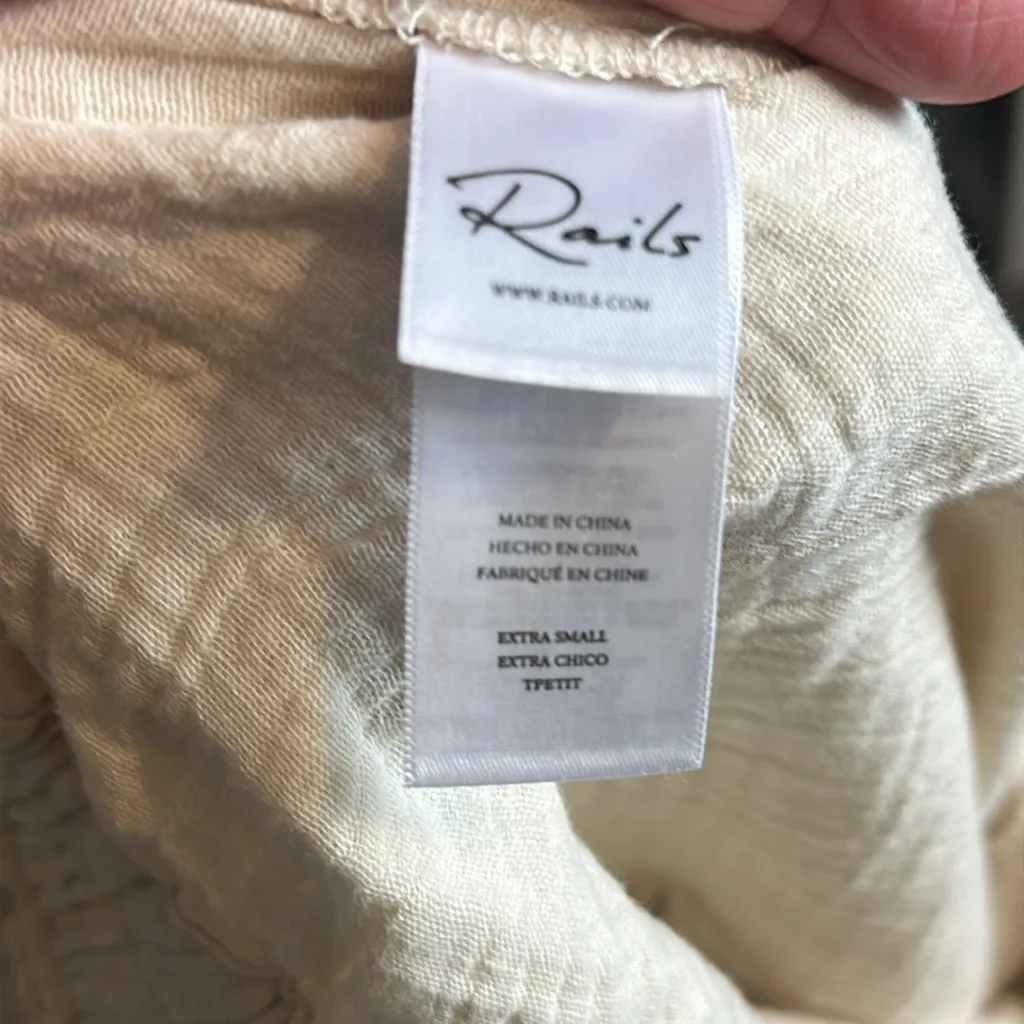 Rails
WWW.RAILS.COM
MADE IN CHINA
HECHO EN CHINA
FABRIQUÉ EN CHINE
EXTRA SMALL
EXTRA CHICO
TPETIT